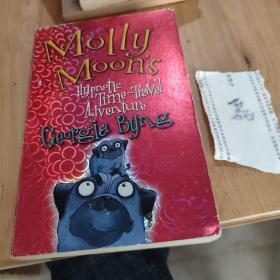 Molly
Moon's
Hypnotic
Time-Travel
Adventure
Georgia Byng